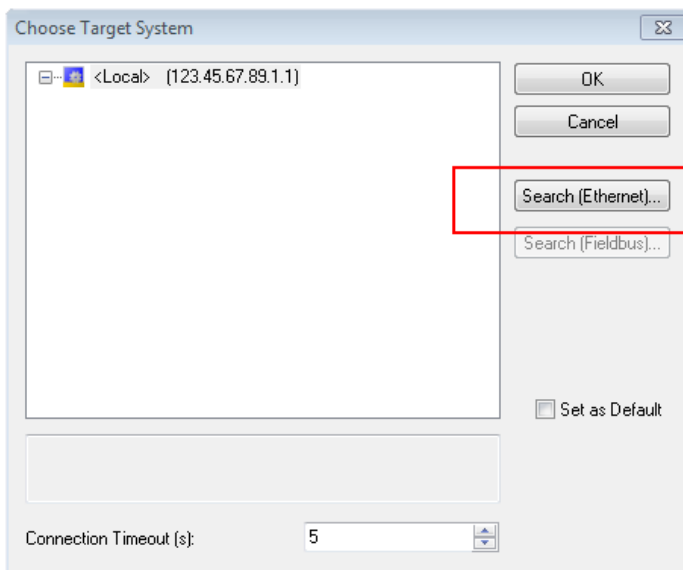 Choose Target System
<Local> (123.45.67.89.1.1)
OK
Cancel
Search (Ethernet)...
Search (Fieldbus)...
Set as Default
Connection Timeout (s):
5